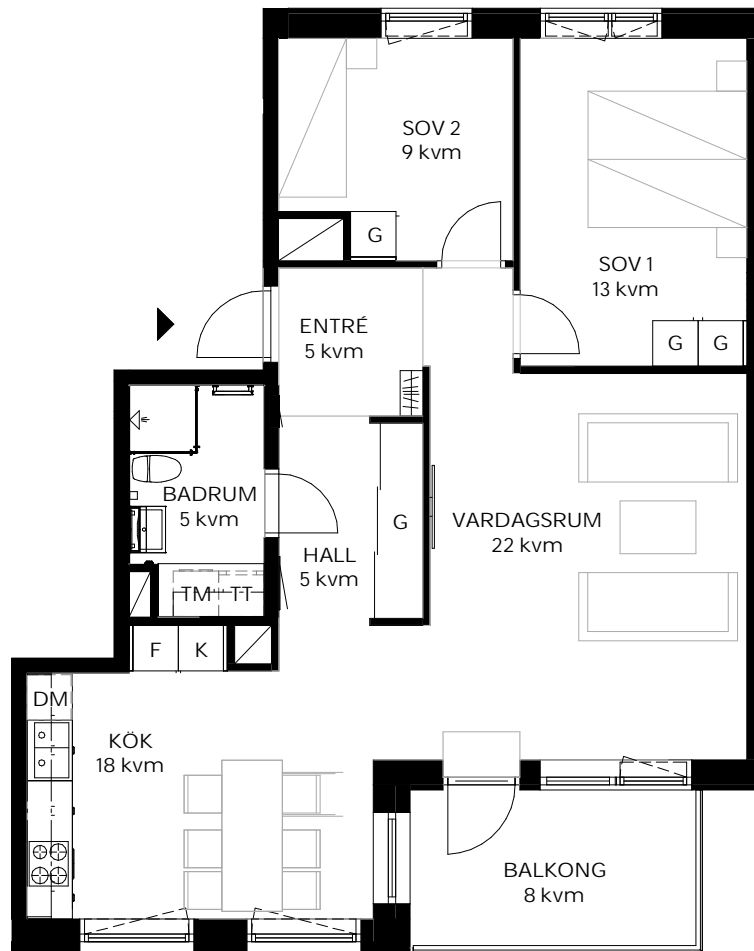 SOV 2
9 kvm
G
SOV 1
13 kvm
G G
ENTRÉ
5 kvm
BADRUM
5 kvm
G
HALL
5 kvm
VARDAGSRUM
22 kvm
TM TT
F K
DM
KÖK
18 kvm
BALKONG
8 kvm